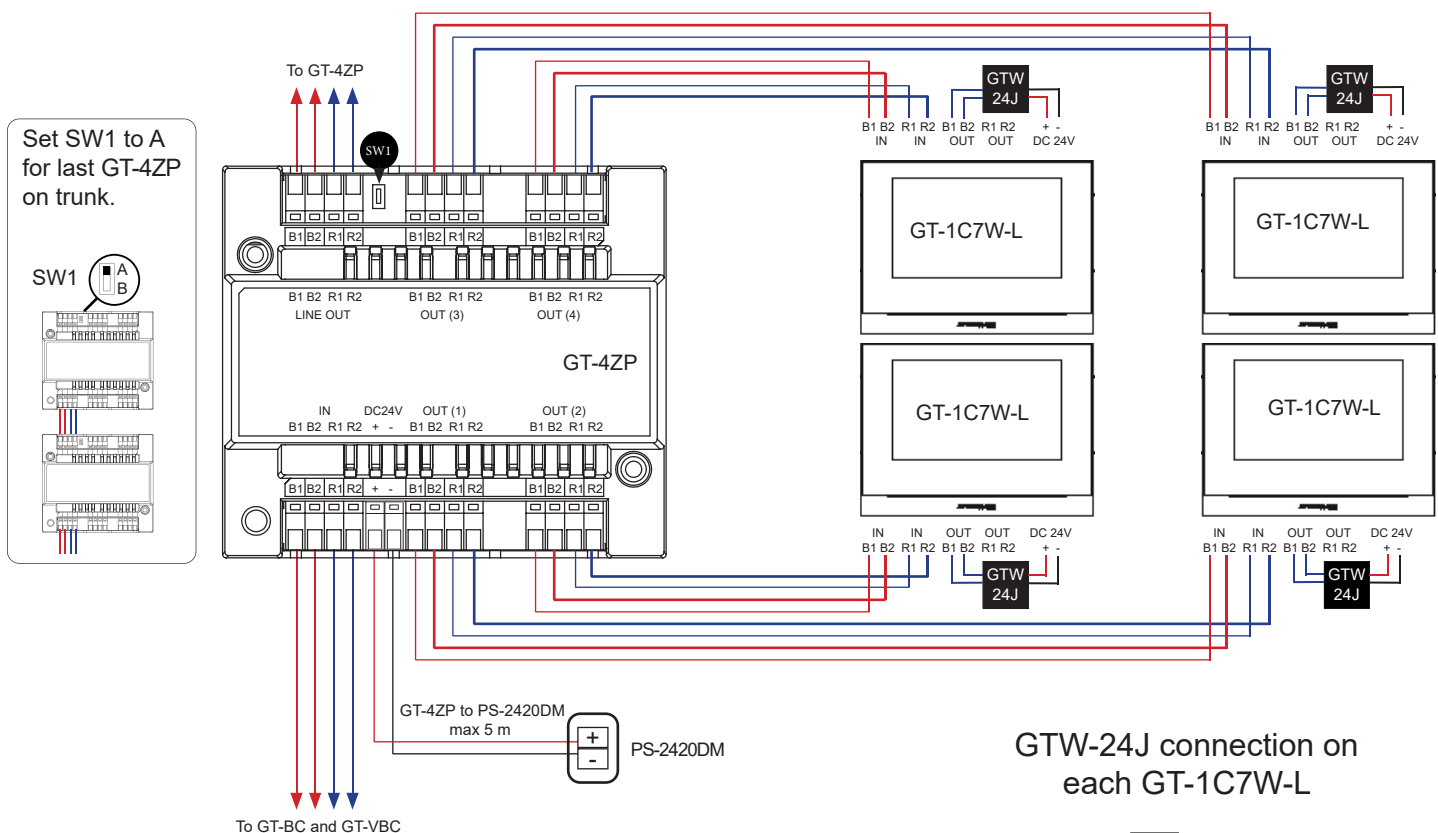 To GT-4ZP
Set SW1 to A
for last GT-4ZP
on trunk.
SW1
A
B
SW1
B1 B2 R1 R2 B1 B2 R1 R2 B1 B2 R1 R2
B1 B2 R1 R2 B1 B2 R1 R2 B1 B2 R1 R2
LINE OUT OUT (3) OUT (4)
GT-4ZP
IN DC24V OUT (1) OUT (2)
B1 B2 R1 R2 + - B1 B2 R1 R2 B1 B2 R1 R2
B1 B2 R1 R2 + - B1 B2 R1 R2 B1 B2 R1 R2
GTW
24J
B1 B2 R1 R2 B1 B2 R1 R2 + -
IN IN OUT OUT DC 24V
GT-1C7W-L
GTW
24J
B1 B2 R1 R2 B1 B2 R1 R2 + -
IN IN OUT OUT DC 24V
GT-1C7W-L
GT-1C7W-L
IN IN OUT OUT DC 24V
B1 B2 R1 R2 B1 B2 R1 R2 + -
GTW
24J
GT-1C7W-L
IN IN OUT OUT DC 24V
B1 B2 R1 R2 B1 B2 R1 R2 + -
GTW
24J
GT-4ZP to PS-2420DM
max 5 m
+
-
PS-2420DM
To GT-BC and GT-VBC
GTW-24J connection on
each GT-1C7W-L